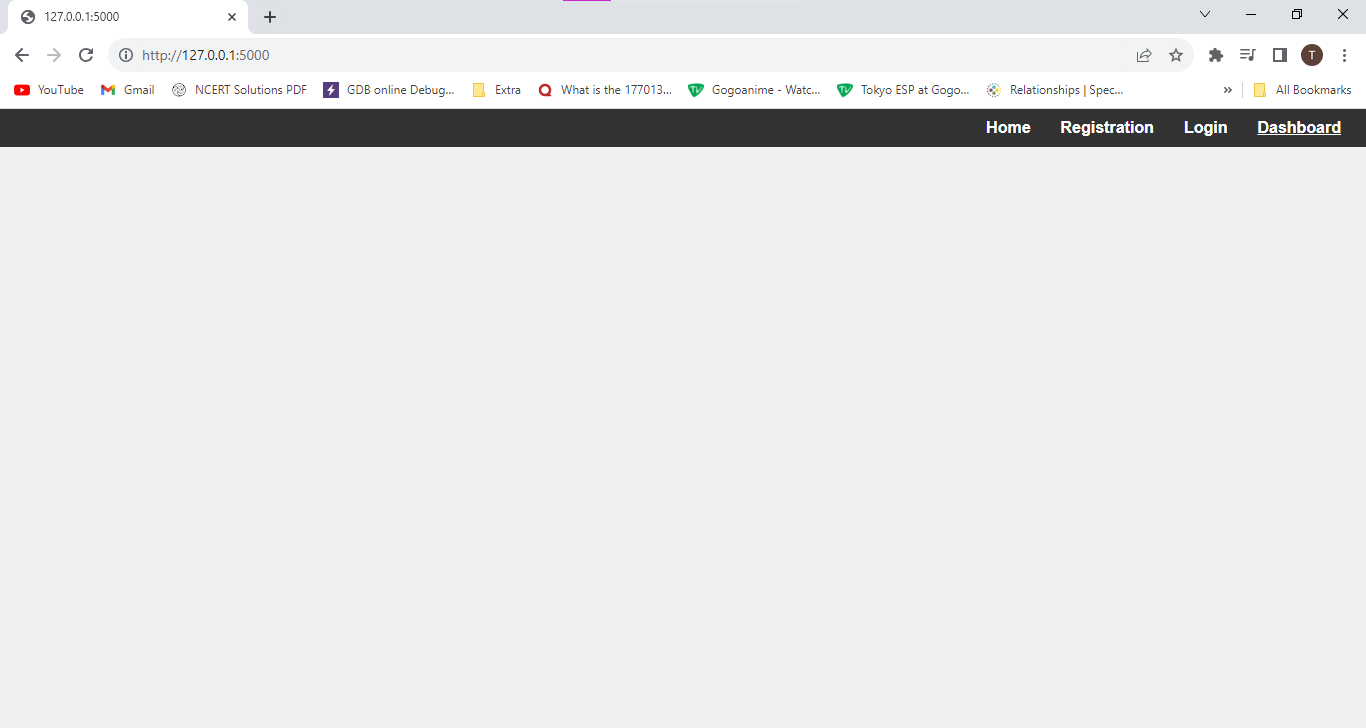 127.0.0.1:5000
http://127.0.0.1:5000
T
YouTube Gmail NCERT Solutions PDF GDB online Debug... Extra What is the 177013... Gogoanime - Watc... Tokyo ESP at Gogo... Relationships | Spec... » All Bookmarks
Home Registration Login Dashboard